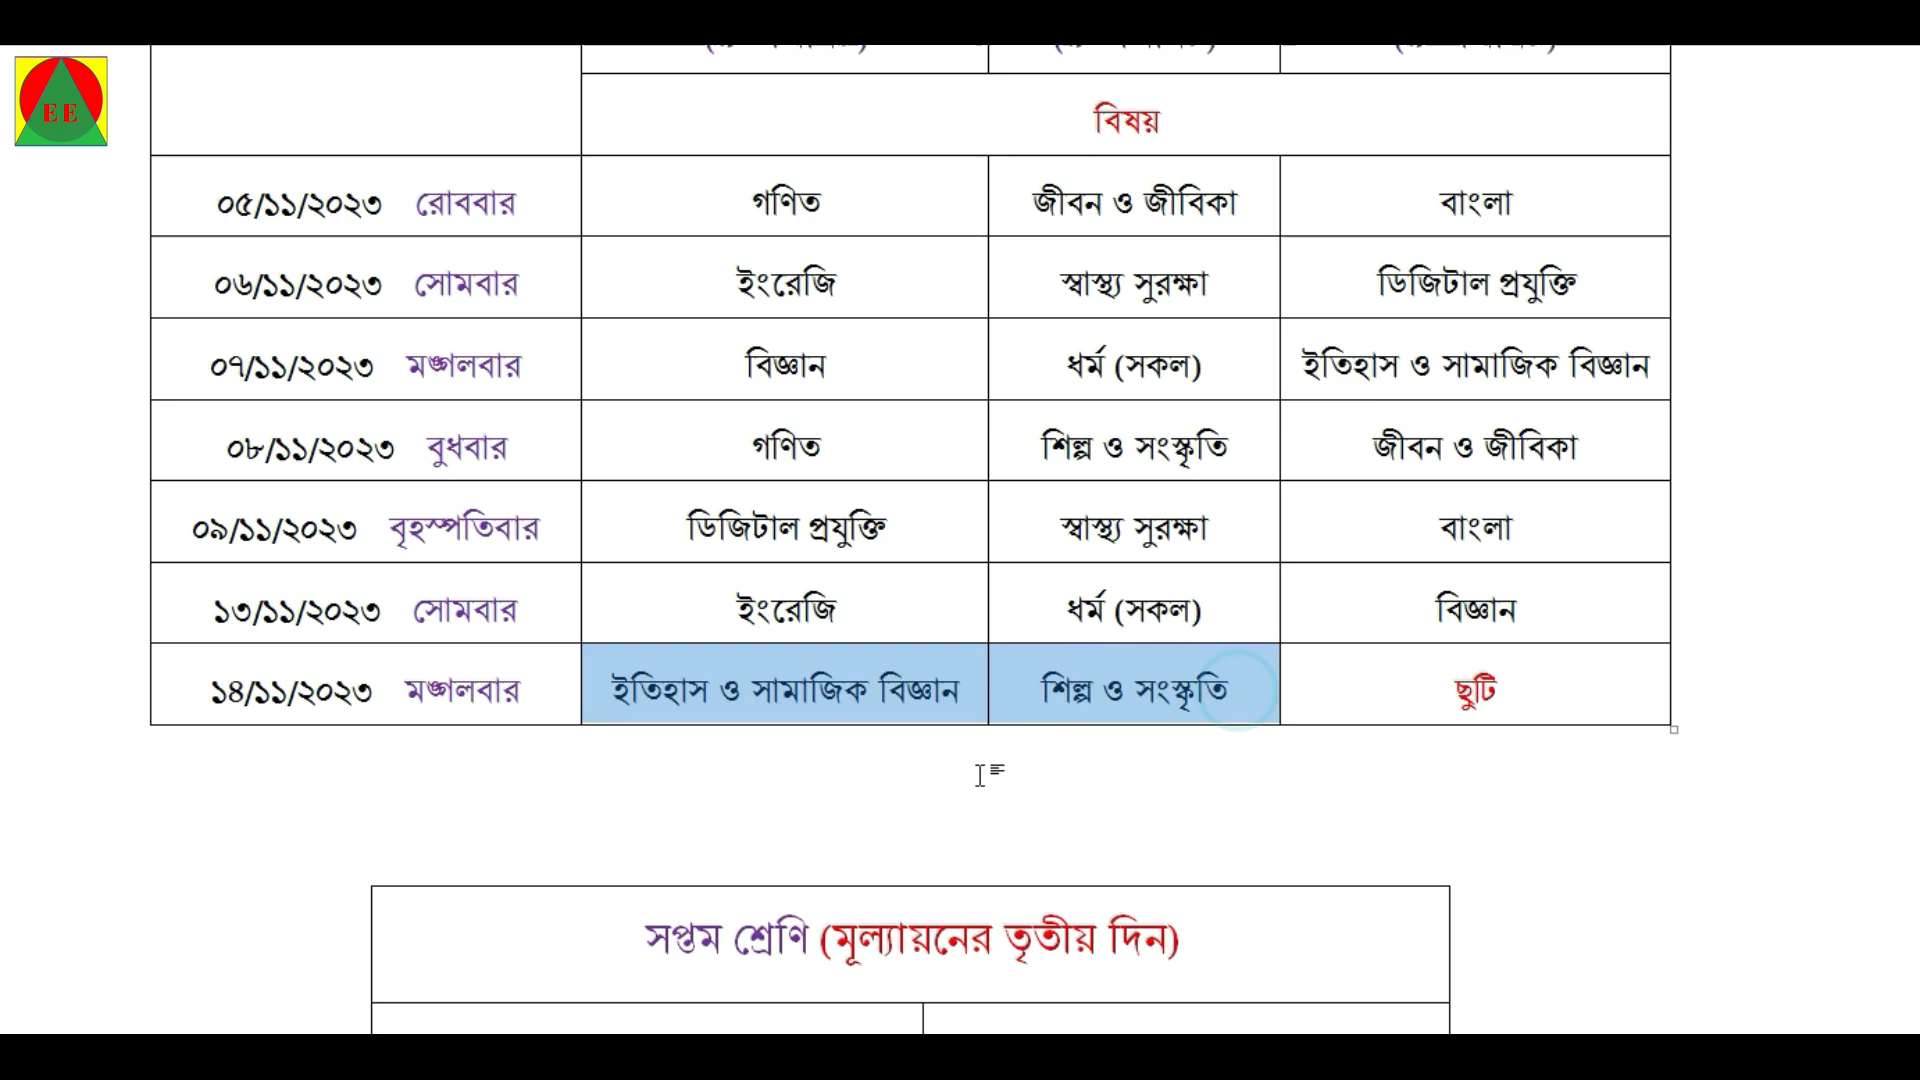 EE
বিষয়
০৫/১১/২০২৩ রোববার গণিত জীবন ও জীবিকা বাংলা
০৬/১১/২০২৩ সোমবার ইংরেজি স্বাস্থ্য সুরক্ষা ডিজিটাল প্রযুক্তি
০৭/১১/২০২৩ মঙ্গলবার বিজ্ঞান ধর্ম (সকল) ইতিহাস ও সামাজিক বিজ্ঞান
০৮/১১/২০২৩ বুধবার গণিত শিল্প ও সংস্কৃতি জীবন ও জীবিকা
০৯/১১/২০২৩ বৃহস্পতিবার ডিজিটাল প্রযুক্তি স্বাস্থ্য সুরক্ষা বাংলা
১৩/১১/২০২৩ সোমবার ইংরেজি ধর্ম (সকল) বিজ্ঞান
১৪/১১/২০২৩ মঙ্গলবার ইতিহাস ও সামাজিক বিজ্ঞান শিল্প ও সংস্কৃতি ছুটি
সপ্তম শ্রেণি (মূল্যায়নের তৃতীয় দিন)